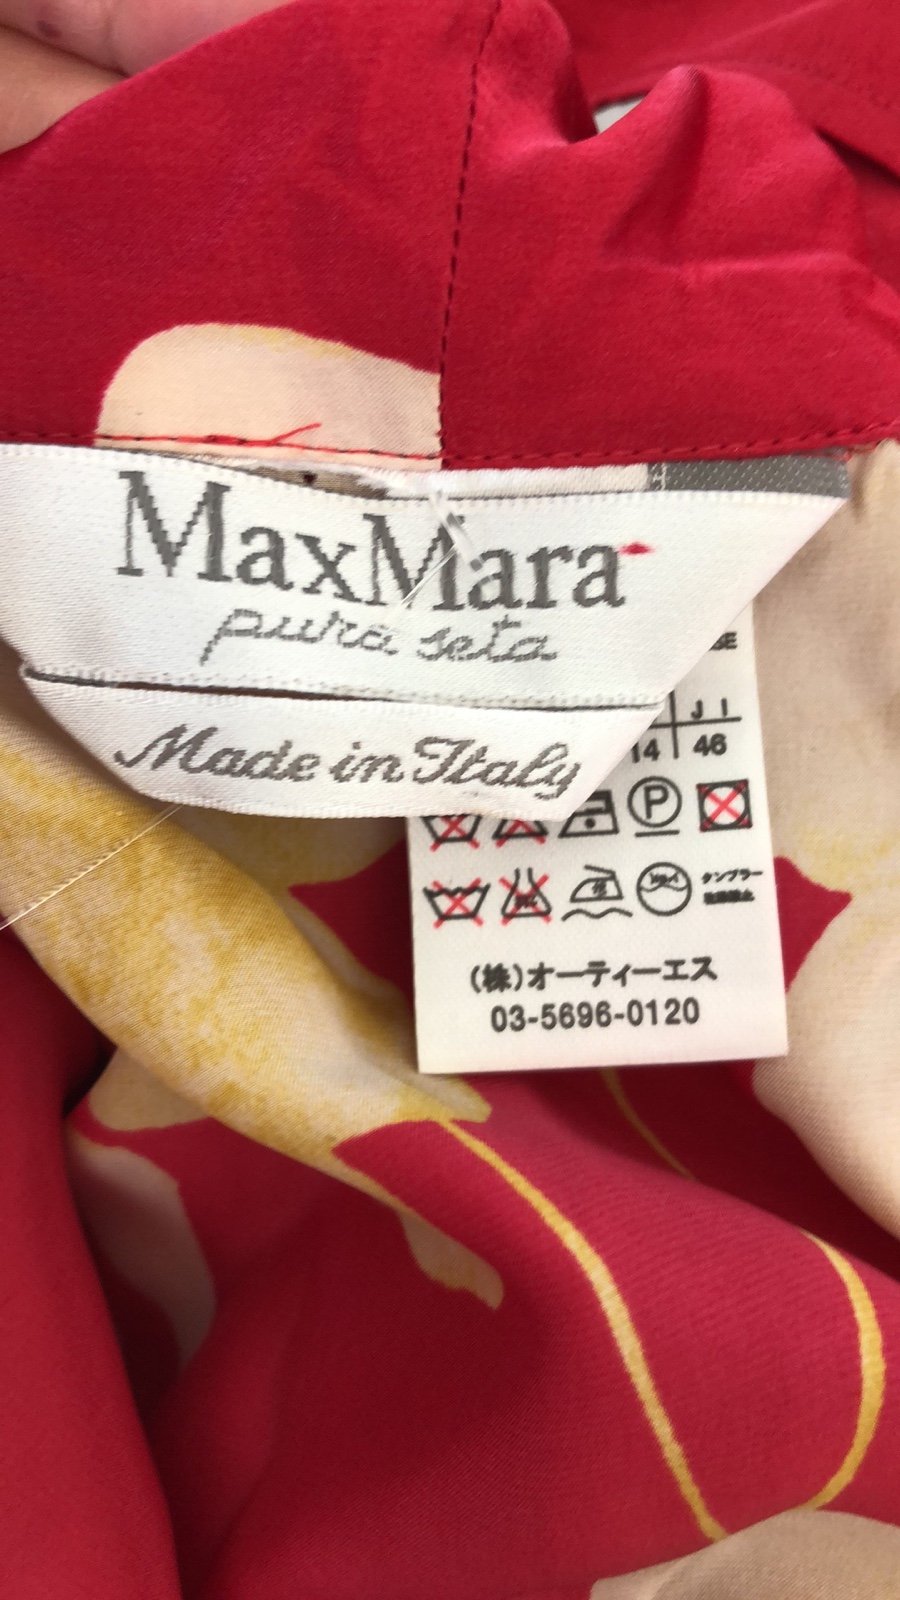 MaxMara
pura seta
Made in Italy
J I
14 46
P
タンブラー
(株)オーティーエス
03-5696-0120